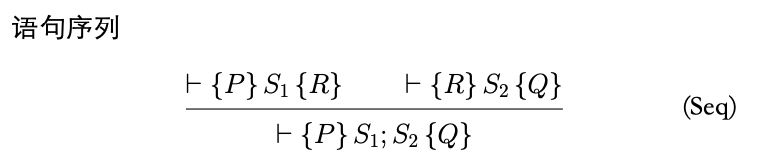 语句序列
⊢ {P} S₁ {R}    ⊢ {R} S₂ {Q}
(Seq)
⊢ {P} S₁; S₂ {Q}